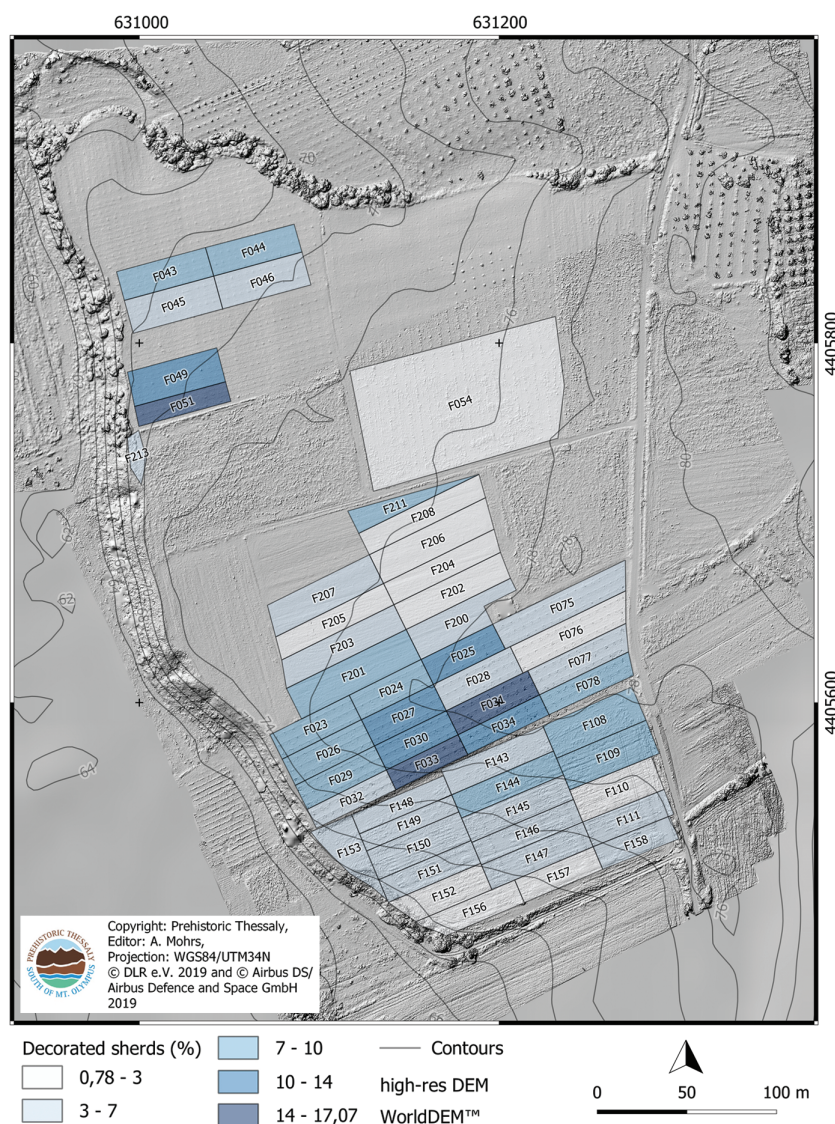 631000
631200
70
74
F044
F043
F046
F045
76
4405800
F049
F051
F054
F213
80
F211
F208
F206
78
78
F204
62
F207
F202
F205
F200
F075
F203
F025
F076
F201
F024
F028
F077
F031
F078
4405600
F023
F027
F034
F026
F030
F108
F029
F033
F143
F109
64
F032
F148
F144
F110
F149
F145
F111
F153
F150
F146
F158
F151
F147
F152
F157
F156
76
PREHISTORIC THESSALY
SOUTH OF MT. OLYMPUS
Copyright: Prehistoric Thessaly,
Editor: A. Mohrs,
Projection: WGS84/UTM34N
© DLR e.V. 2019 and © Airbus DS/
Airbus Defence and Space GmbH
2019
Decorated sherds (%)
0,78 - 3
3 - 7
7 - 10
10 - 14
14 - 17,07
Contours
high-res DEM
WorldDEM™
0 50 100 m